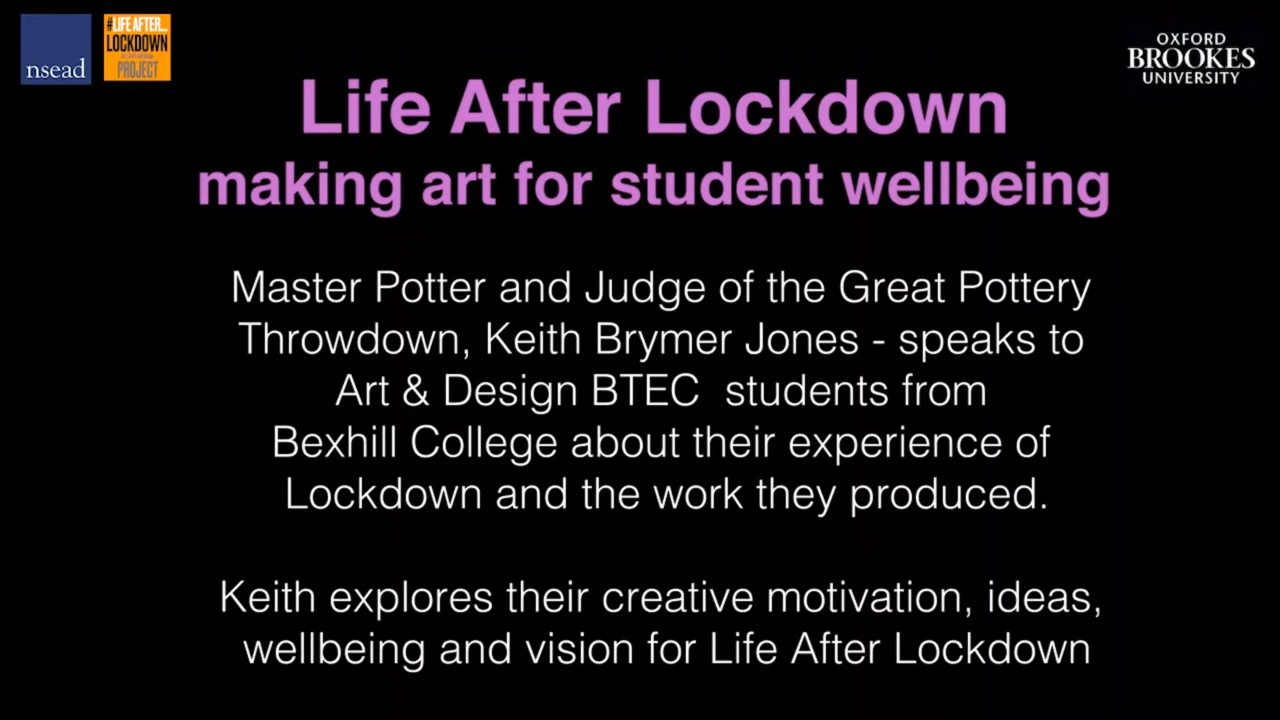 nsead
#LIFE AFTER...
LOCKDOWN
PROJECT
OXFORD
BROOKES
UNIVERSITY
Life After Lockdown
making art for student wellbeing
Master Potter and Judge of the Great Pottery
Throwdown, Keith Brymer Jones - speaks to
Art & Design BTEC  students from
Bexhill College about their experience of
Lockdown and the work they produced.
Keith explores their creative motivation, ideas,
wellbeing and vision for Life After Lockdown